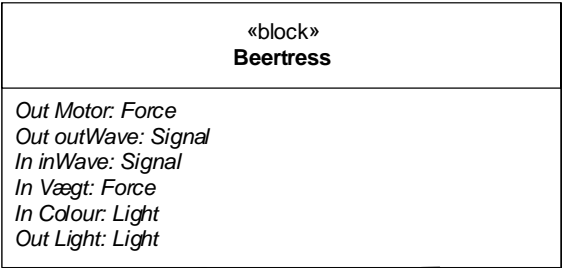 «block»
Beertress
Out Motor: Force
Out outWave: Signal
In inWave: Signal
In Vægt: Force
In Colour: Light
Out Light: Light